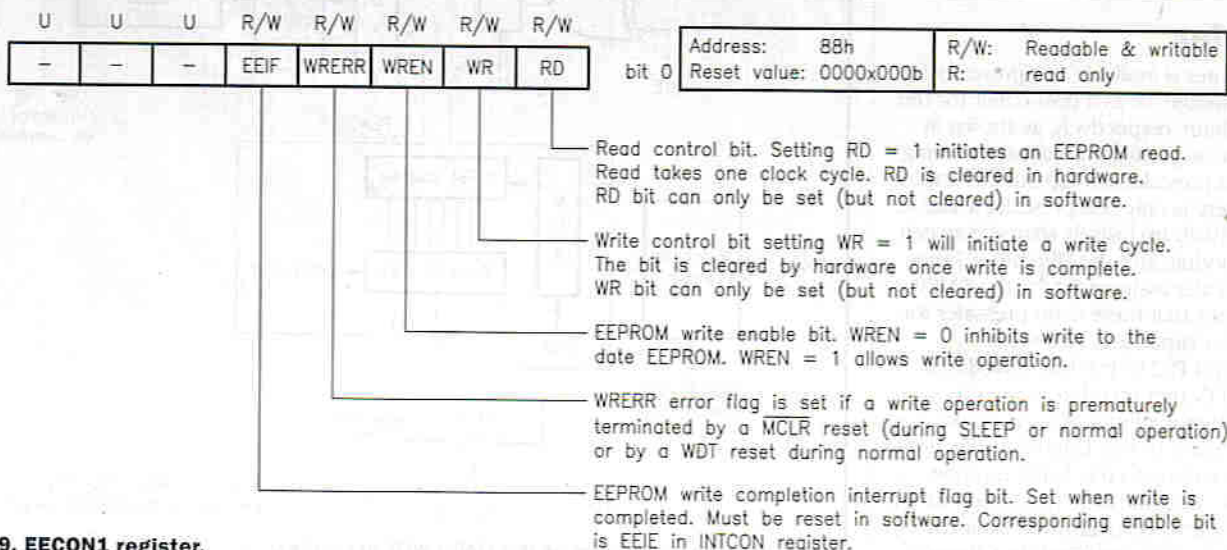 U U U R/W R/W R/W R/W R/W
- - - EEIF WRERR WREN WR RD bit 0
Address: 88h
Reset value: 0000x000b
R/W: Readable & writable
R: read only
Read control bit. Setting RD = 1 initiates an EEPROM read.
Read takes one clock cycle. RD is cleared in hardware.
RD bit can only be set (but not cleared) in software.
Write control bit setting WR = 1 will initiate a write cycle.
The bit is cleared by hardware once write is complete.
WR bit can only be set (but not cleared) in software.
EEPROM write enable bit. WREN = 0 inhibits write to the
date EEPROM. WREN = 1 allows write operation.
WRERR error flag is set if a write operation is prematurely
terminated by a MCLR reset (during SLEEP or normal operation)
or by a WDT reset during normal operation.
EEPROM write completion interrupt flag bit. Set when write is
completed. Must be reset in software. Corresponding enable bit
is EEIE in INTCON register.
9. EECON1 register.